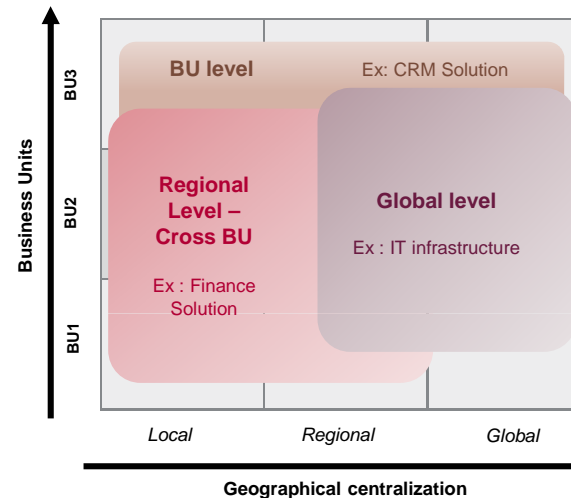 BU level
Ex: CRM Solution
Regional
Level –
Cross BU
Ex : Finance
Solution
Global level
Ex : IT infrastructure
Business Units
BU3
BU2
BU1
Local
Regional
Global
Geographical centralization